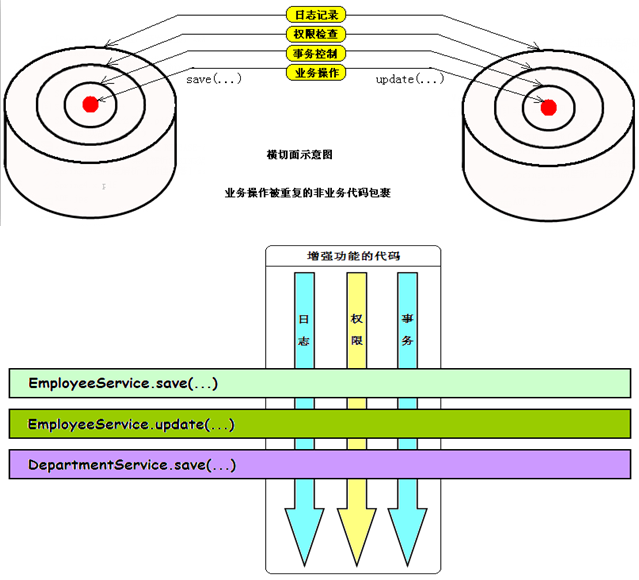 日志记录
权限检查
事务控制
业务操作
save(...)
update(...)
横切面示意图
业务操作被重复的非业务代码包裹
增强功能的代码
日志
权限
事务
EmployeeService.save(...)
EmployeeService.update(...)
DepartmentService.save(...)